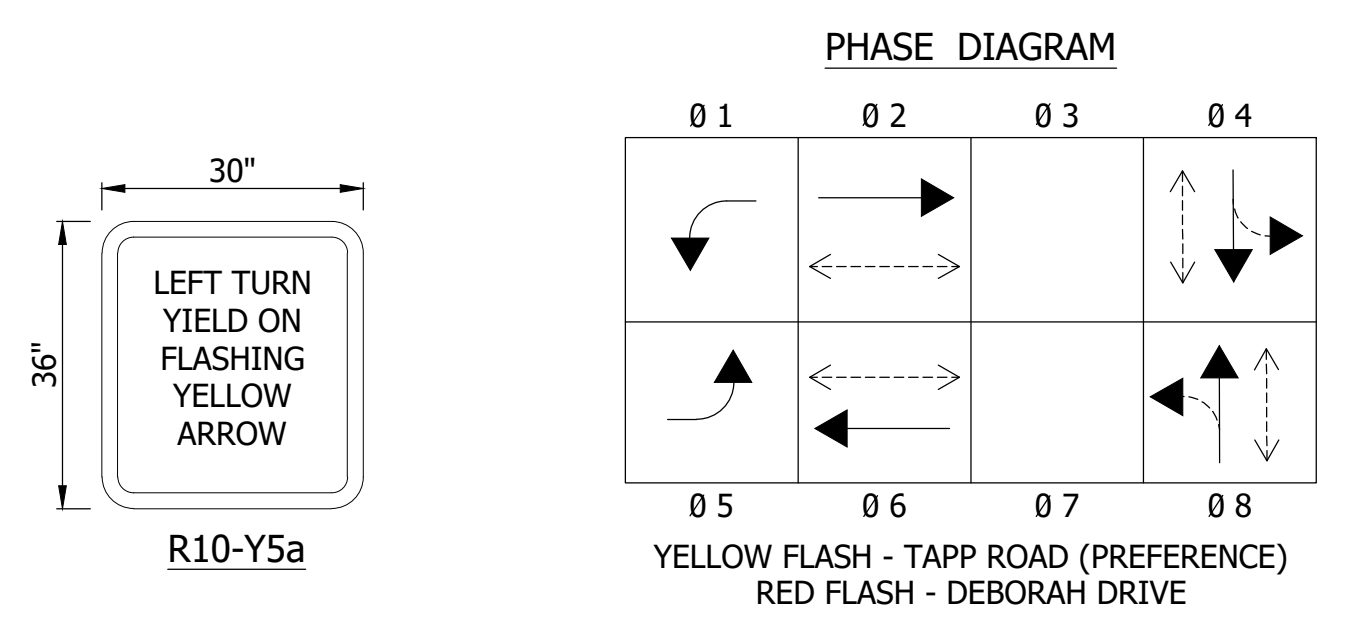 PHASE DIAGRAM
Ø 1 Ø 2 Ø 3 Ø 4
30"
36"
LEFT TURN
YIELD ON
FLASHING
YELLOW
ARROW
R10-Y5a
Ø 5 Ø 6 Ø 7 Ø 8
YELLOW FLASH - TAPP ROAD (PREFERENCE)
RED FLASH - DEBORAH DRIVE